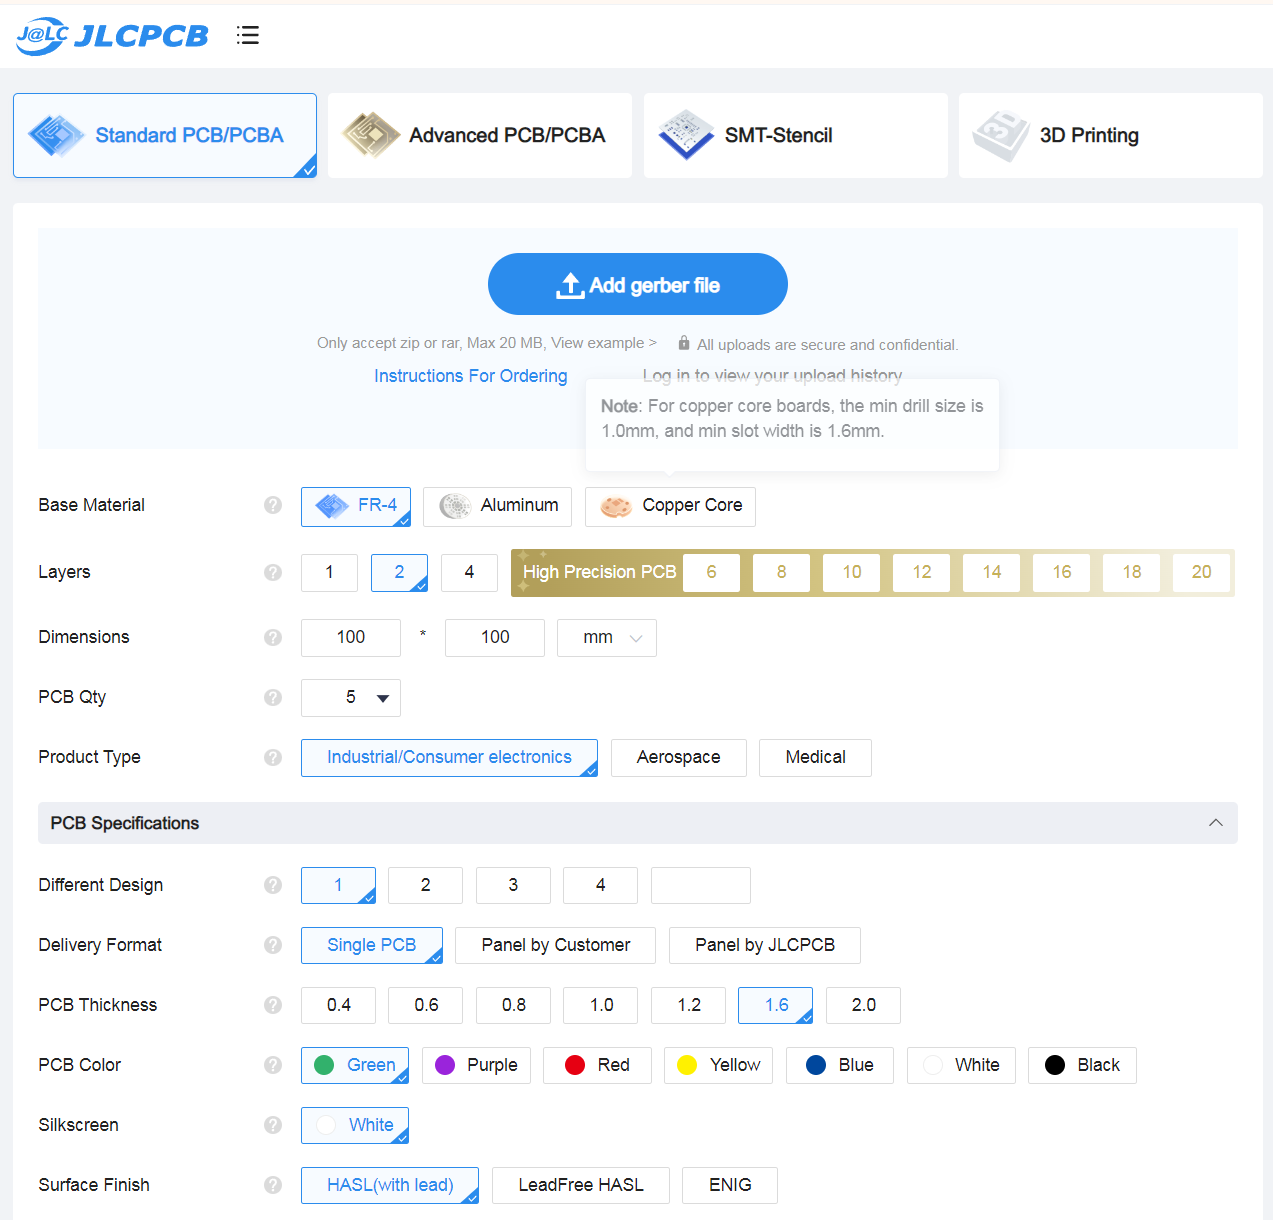 J@LC JLCPCB
Standard PCB/PCBA
Advanced PCB/PCBA
SMT-Stencil
3D Printing
Add gerber file
Only accept zip or rar, Max 20 MB, View example >
All uploads are secure and confidential.
Instructions For Ordering
Log in to view your upload history
Note: For copper core boards, the min drill size is
1.0mm, and min slot width is 1.6mm.
Base Material ? FR-4 Aluminum Copper Core
Layers ? 1 2 4 High Precision PCB 6 8 10 12 14 16 18 20
Dimensions ? 100 * 100 mm
PCB Qty ? 5
Product Type ? Industrial/Consumer electronics Aerospace Medical
PCB Specifications
Different Design ? 1 2 3 4
Delivery Format ? Single PCB Panel by Customer Panel by JLCPCB
PCB Thickness ? 0.4 0.6 0.8 1.0 1.2 1.6 2.0
PCB Color ? Green Purple Red Yellow Blue White Black
Silkscreen ? White
Surface Finish ? HASL(with lead) LeadFree HASL ENIG